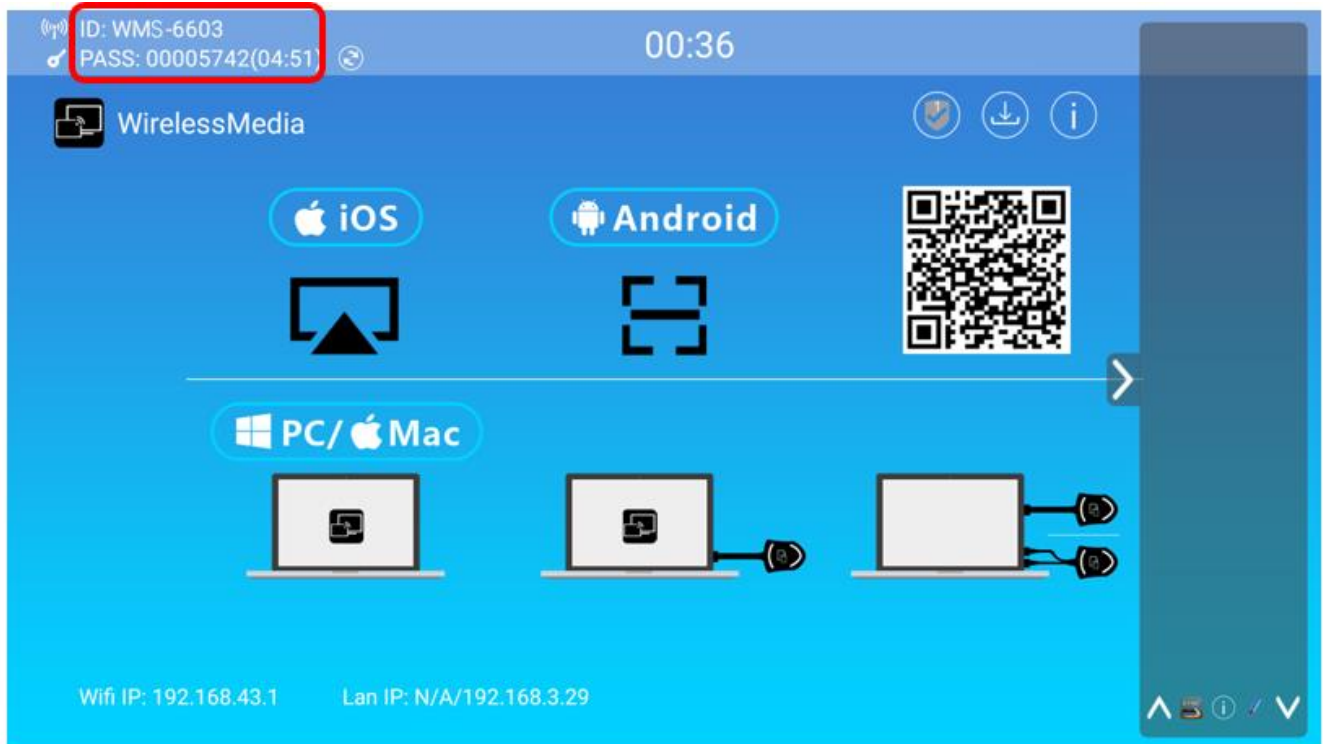 ID: WMS-6603
PASS: 00005742(04:51)
00:36
WirelessMedia
iOS
Android
PC/ Mac
Wifi IP: 192.168.43.1
Lan IP: N/A/192.168.3.29